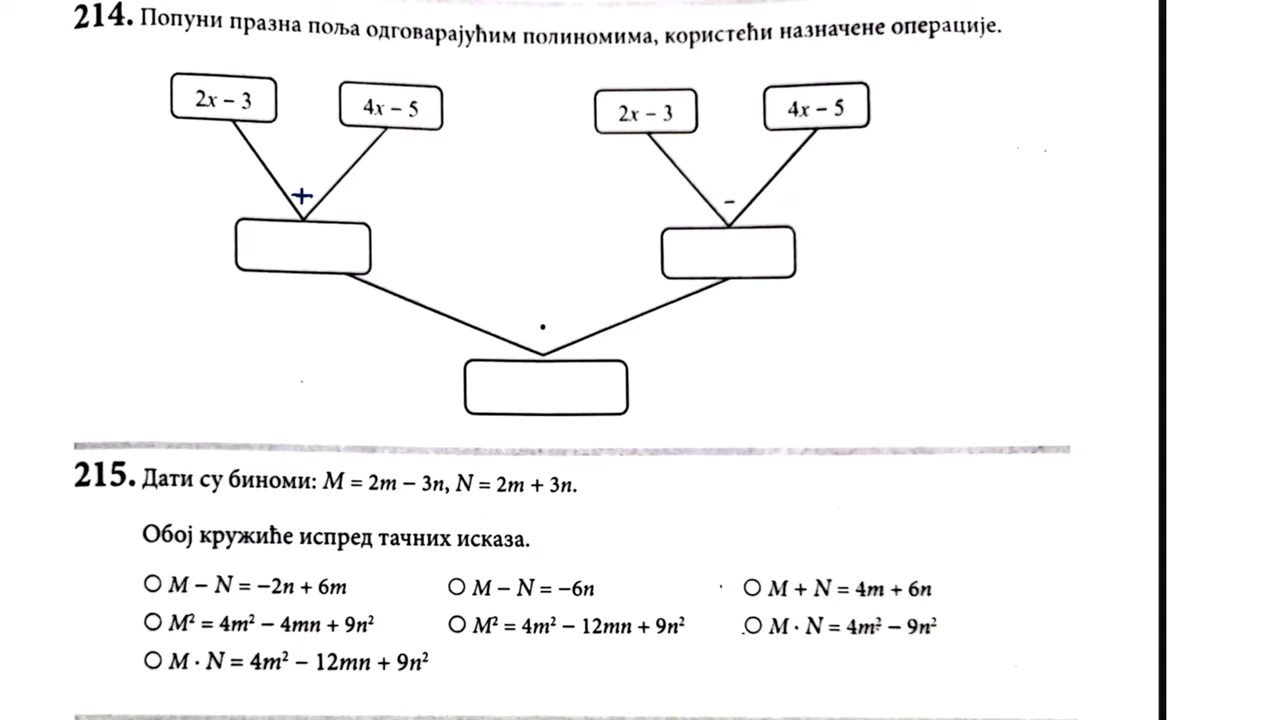 214. Попуни празна поља одговарајућим полиномима, користећи назначене операције.
2x – 3
4x – 5
2x – 3
4x – 5
+
–
·
215. Дати су биноми: M = 2m – 3n, N = 2m + 3n.
Обој кружиће испред тачних исказа.
M – N = –2n + 6m
M – N = –6n
M + N = 4m + 6n
M² = 4m² – 4mn + 9n²
M² = 4m² – 12mn + 9n²
M · N = 4m² – 9n²
M · N = 4m² – 12mn + 9n²